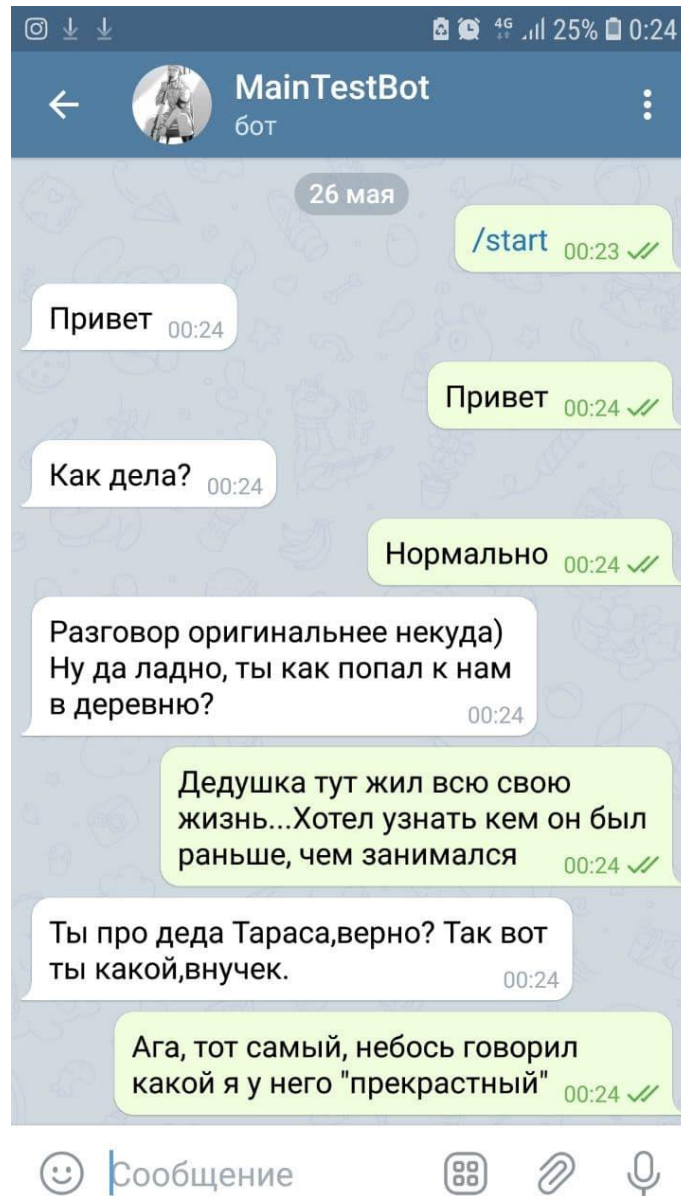 4G 25% 0:24
MainTestBot
бот
26 мая
/start 00:23
Привет 00:24
Привет 00:24
Как дела? 00:24
Нормально 00:24
Разговор оригинальнее некуда)
Ну да ладно, ты как попал к нам
в деревню? 00:24
Дедушка тут жил всю свою
жизнь...Хотел узнать кем он был
раньше, чем занимался 00:24
Ты про деда Тараса,верно? Так вот
ты какой,внучек. 00:24
Ага, тот самый, небось говорил
какой я у него "прекрастный" 00:24
Сообщение